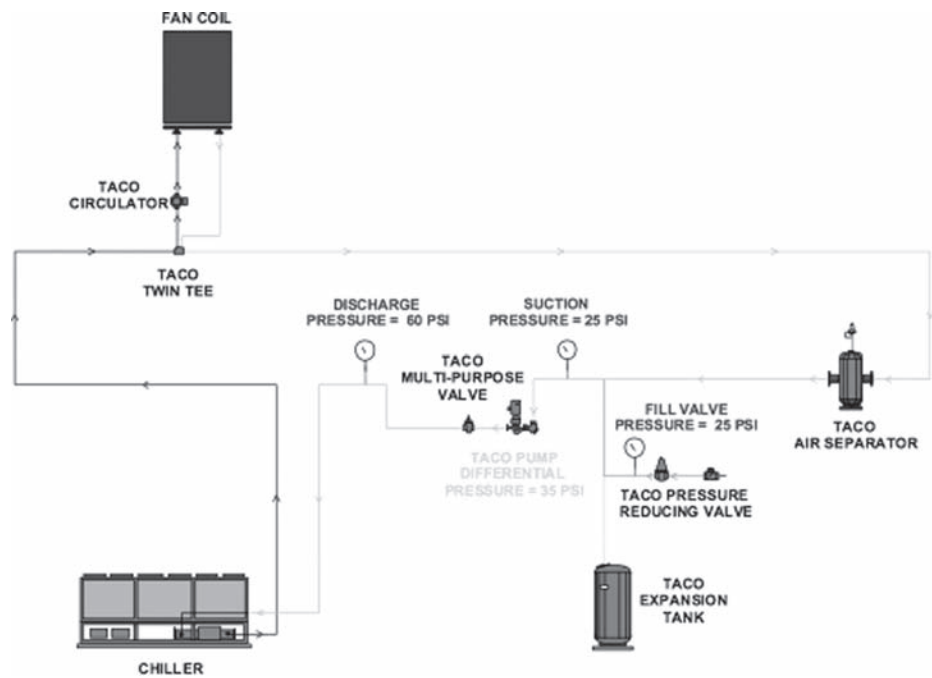 FAN COIL
TACO
CIRCULATOR
TACO
TWIN TEE
DISCHARGE
PRESSURE = 60 PSI
SUCTION
PRESSURE = 25 PSI
TACO
MULTI-PURPOSE
VALVE
FILL VALVE
PRESSURE = 25 PSI
TACO
AIR SEPARATOR
TACO PUMP
DIFFERENTIAL
PRESSURE = 35 PSI
TACO PRESSURE
REDUCING VALVE
TACO
EXPANSION
TANK
CHILLER